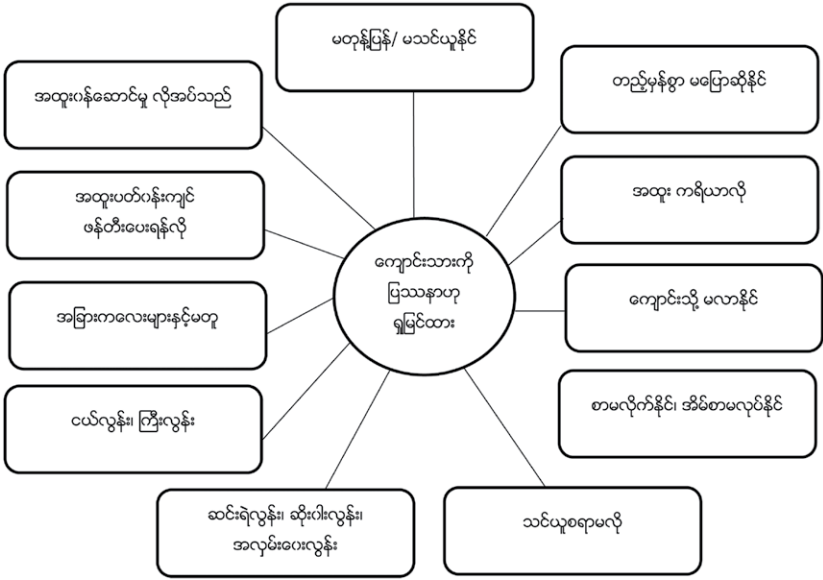 မတုန့်ပြန်/ မသင်ယူနိုင်
တည့်မှန်စွာ မပြောဆိုနိုင်
အထူးဂန်ဆောင်မှု လိုအပ်သည်
အထူးပတ်ဂန်းကျင်
ဖန်တီးပေးရန်လို
အထူး ကရိယာလို
ကျောင်းသားကို
ပြဿနာဟု
ရှုမြင်ထား
အခြားကလေးများနှင့်မတူ
ကျောင်းသို့ မလာနိုင်
ငယ်လွန်း၊ ကြီးလွန်း
စာမလိုက်နိုင်၊ အိမ်စာမလုပ်နိုင်
ဆင်းရဲလွန်း၊ ဆိုးဂါးလွန်း၊
အလှမ်းဝေးလွန်း
သင်ယူစရာမလို